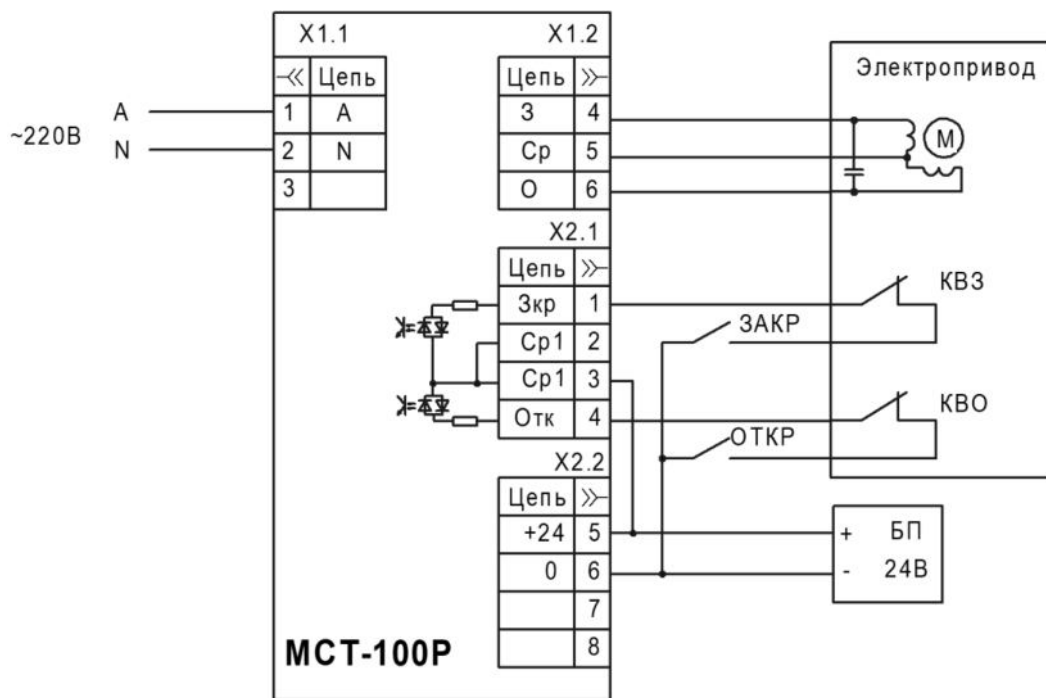 X1.1
Цепь
1 A
2 N
3
~220В
A
N
X1.2
Цепь
З 4
Ср 5
О 6
X2.1
Цепь
Зкр 1
Ср1 2
Ср1 3
Отк 4
X2.2
Цепь
+24 5
0 6
7
8
МСТ-100Р
Электропривод
М
КВЗ
ЗАКР
КВО
ОТКР
+ БП
- 24В